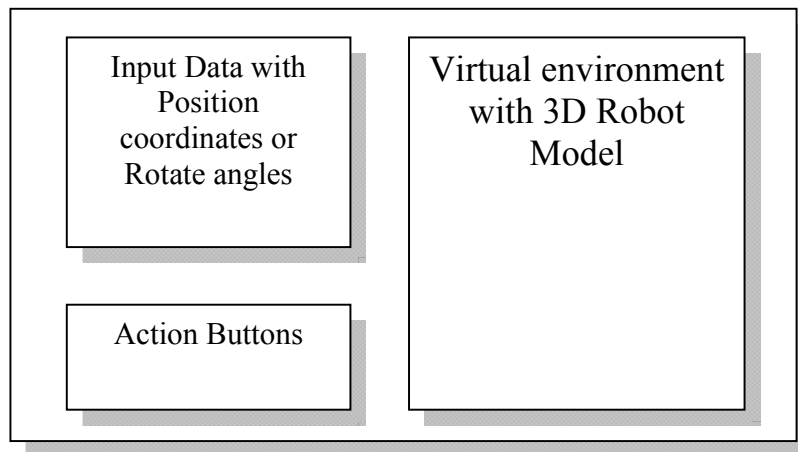 Input Data with
Position
coordinates or
Rotate angles
Action Buttons
Virtual environment
with 3D Robot
Model